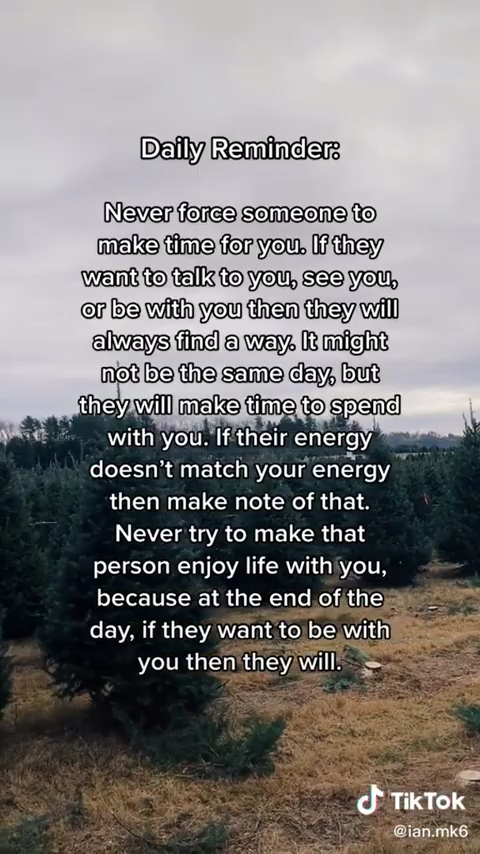 Daily Reminder:
Never force someone to
make time for you. If they
want to talk to you, see you,
or be with you then they will
always find a way. It might
not be the same day, but
they will make time to spend
with you. If their energy
doesn't match your energy
then make note of that.
Never try to make that
person enjoy life with you,
because at the end of the
day, if they want to be with
you then they will.
TikTok
@ian.mk6